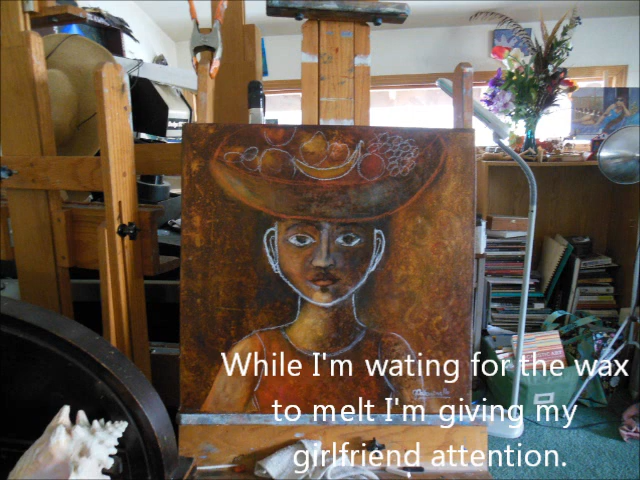 While I'm wating for the wax
to melt I'm giving my
girlfriend attention.